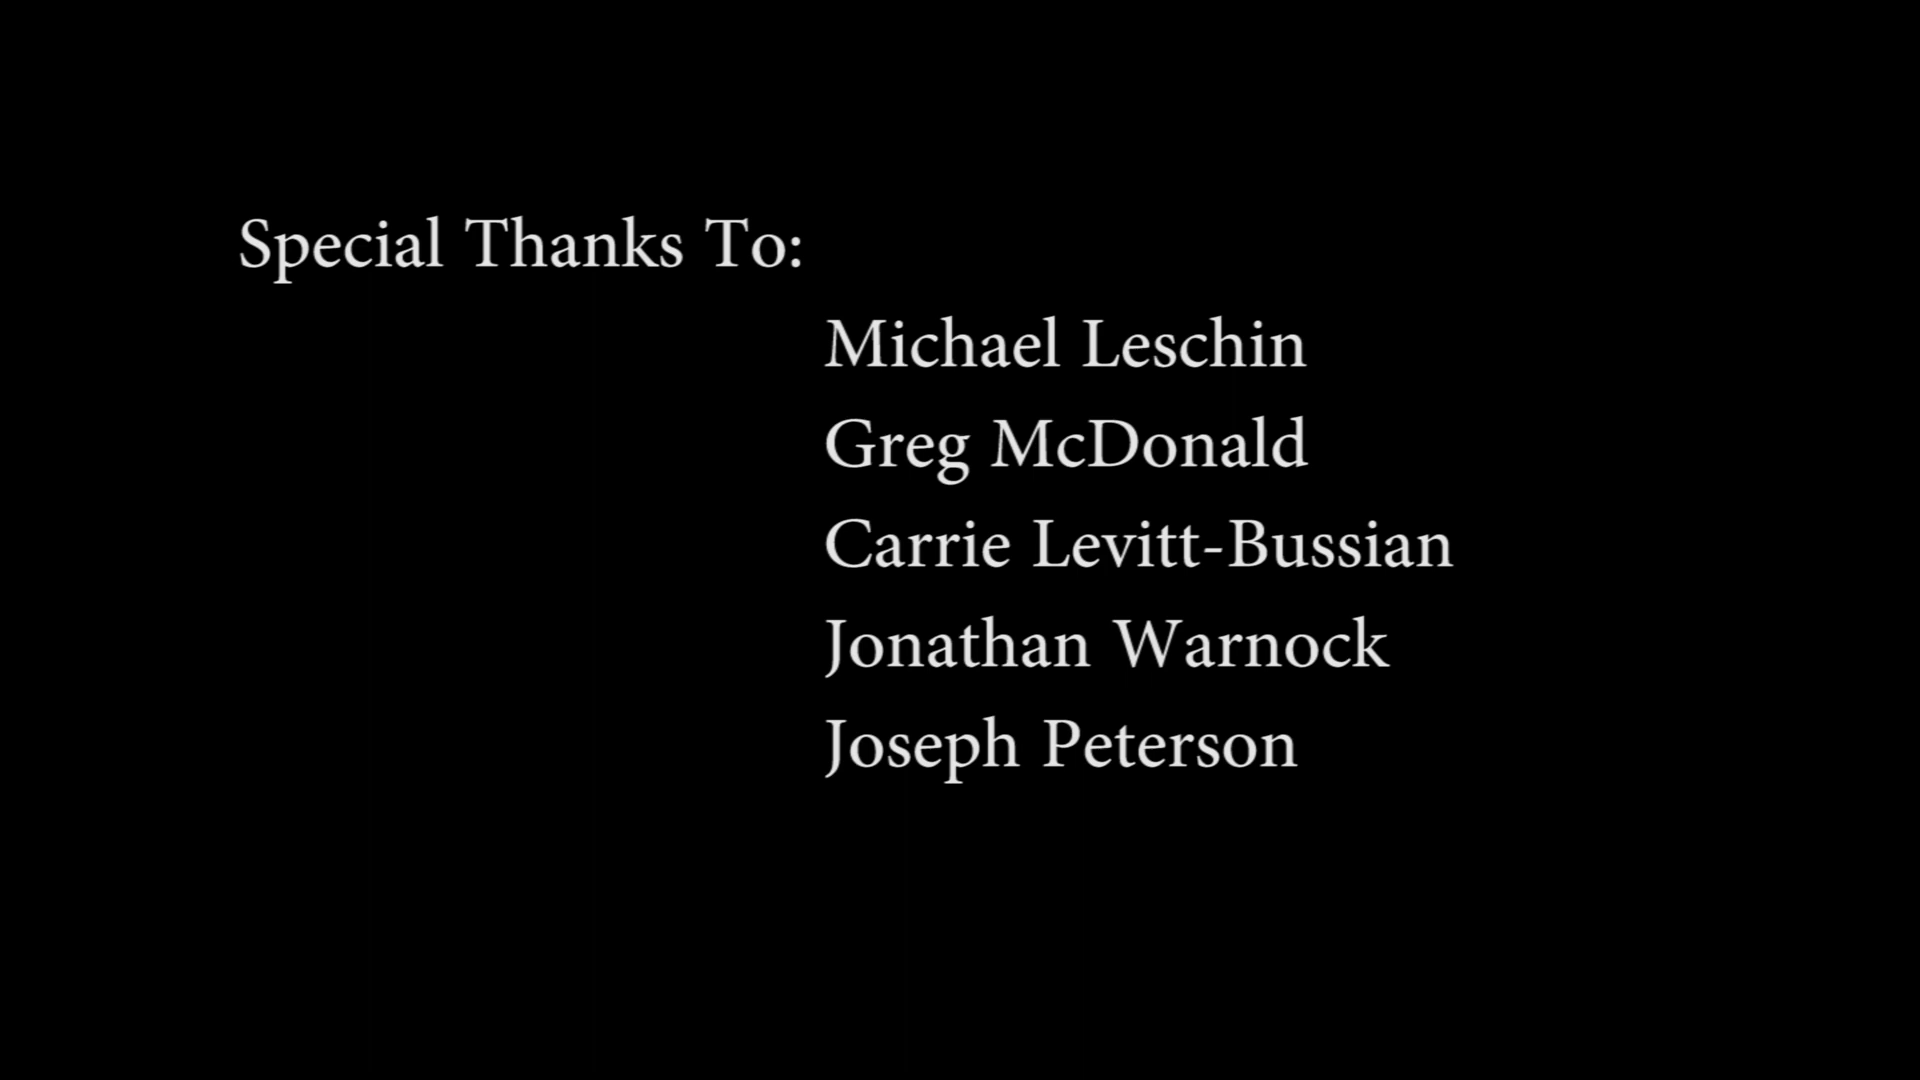 Special Thanks To:
Michael Leschin
Greg McDonald
Carrie Levitt-Bussian
Jonathan Warnock
Joseph Peterson